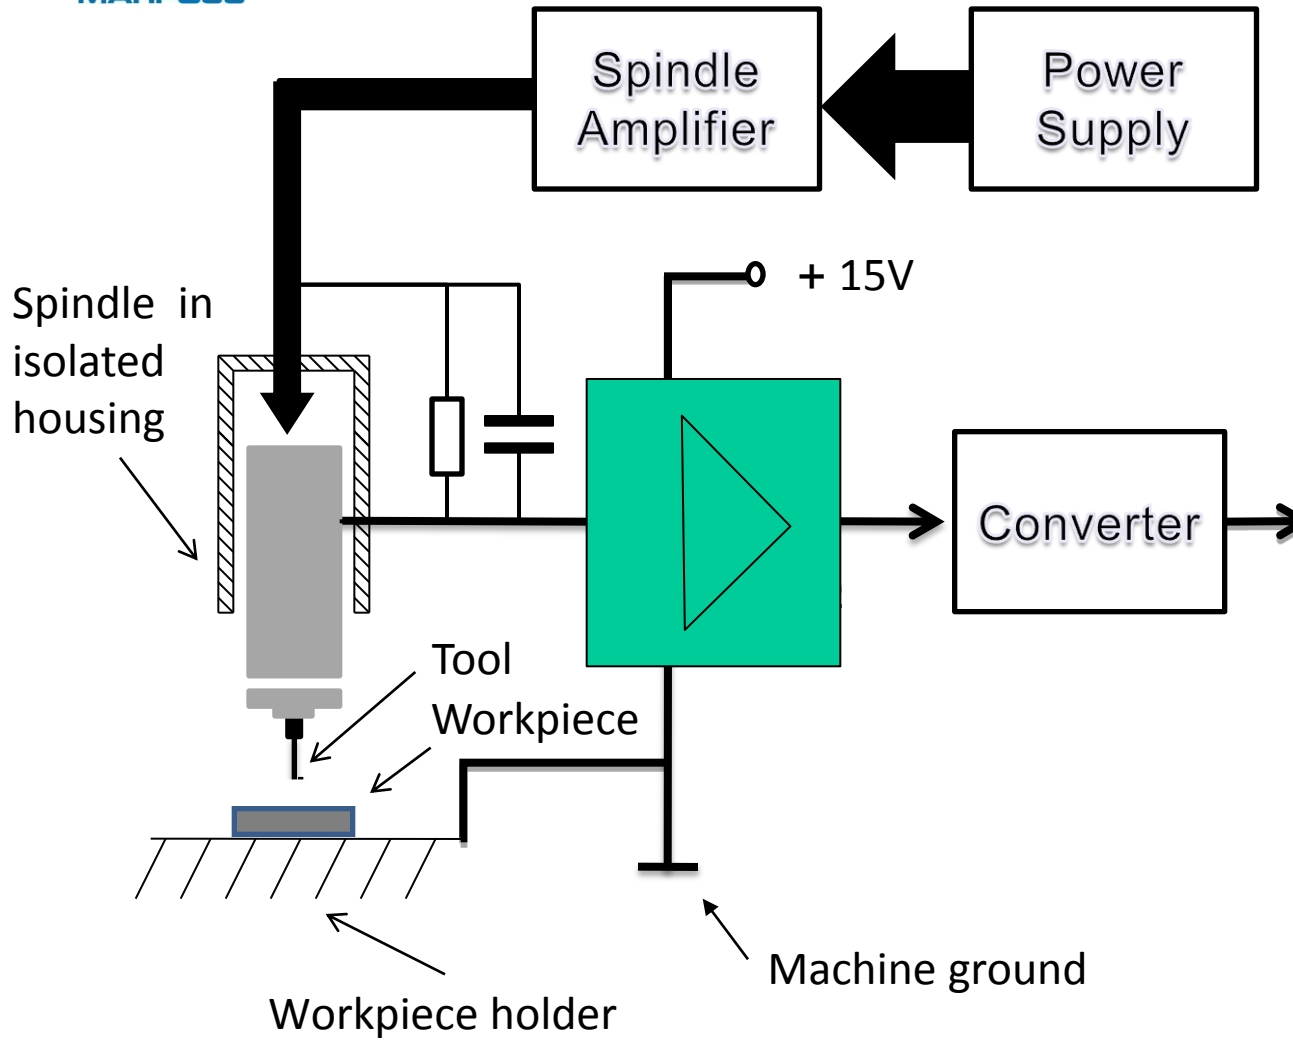 Spindle
Amplifier
Power
Supply
+ 15V
Spindle in
isolated
housing
Converter
Tool
Workpiece
Machine ground
Workpiece holder